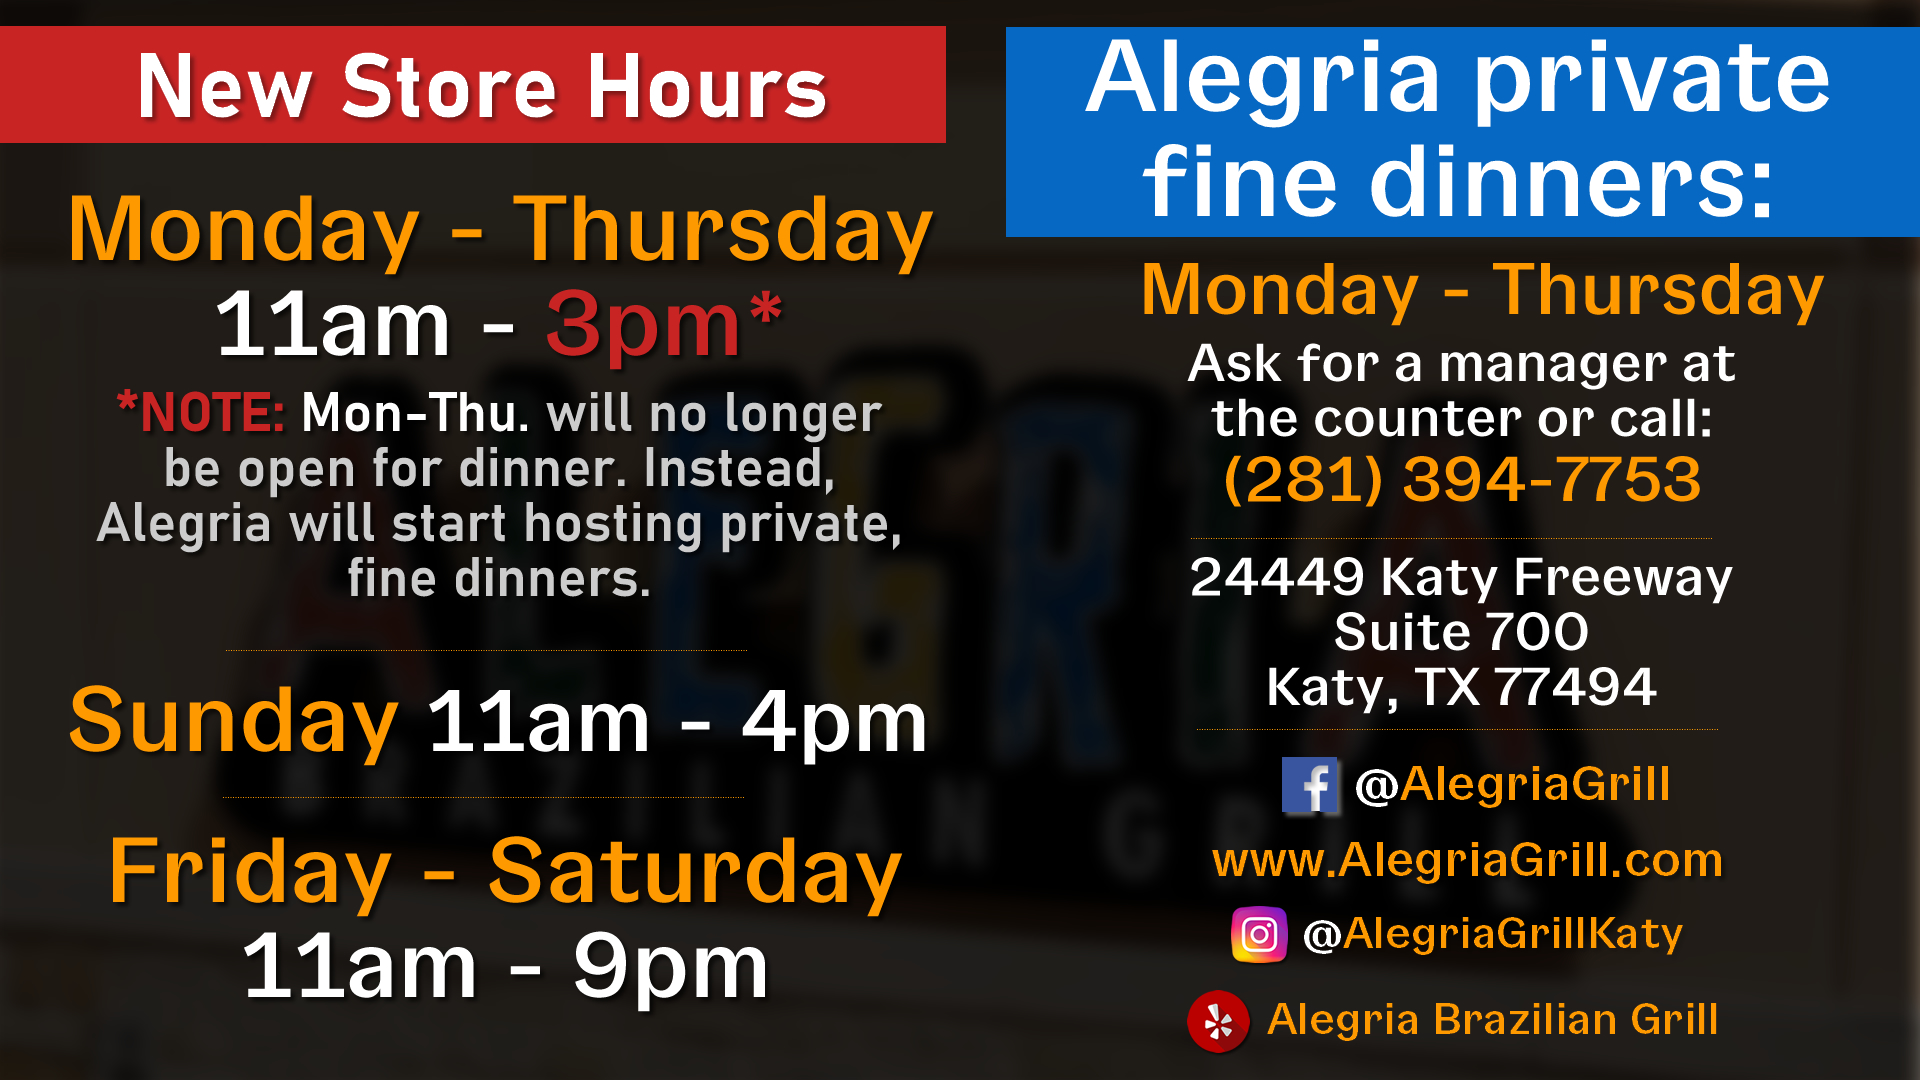 New Store Hours
Monday - Thursday
11am - 3pm*
*NOTE: Mon-Thu. will no longer
be open for dinner. Instead,
Alegria will start hosting private,
fine dinners.
Sunday 11am - 4pm
Friday - Saturday
11am - 9pm
Alegria private
fine dinners:
Monday - Thursday
Ask for a manager at
the counter or call:
(281) 394-7753
24449 Katy Freeway
Suite 700
Katy, TX 77494
@AlegriaGrill
www.AlegriaGrill.com
@AlegriaGrillKaty
Alegria Brazilian Grill
ALEGRIA
BRAZILIAN GRILL